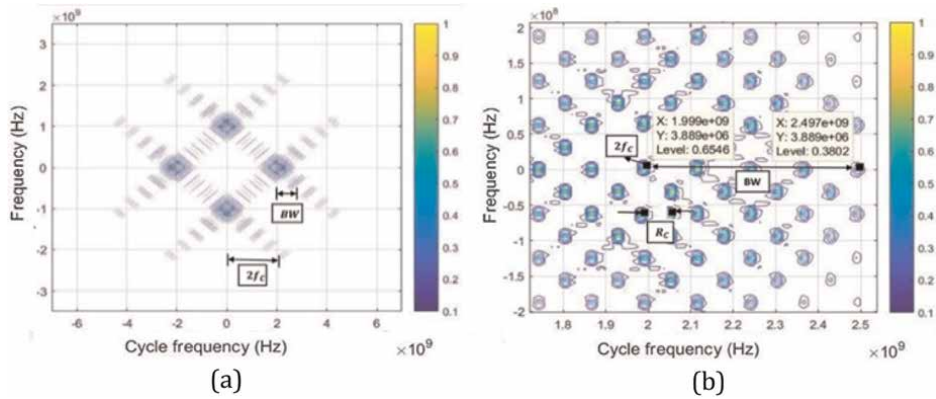 ×10⁹
3
2
1
0
-1
-2
-3
Frequency (Hz)
BW
2f_c
-6 -4 -2 0 2 4 6
Cycle frequency (Hz)
×10⁹
1
0.9
0.8
0.7
0.6
0.5
0.4
0.3
0.2
0.1
(a)
×10⁸
2
1.5
1
0.5
0
-0.5
-1
-1.5
-2
Frequency (Hz)
X: 1.999e+09
Y: 3.889e+06
Level: 0.6546
X: 2.497e+09
Y: 3.889e+06
Level: 0.3802
2f_c
BW
R_C
1.8 1.9 2 2.1 2.2 2.3 2.4 2.5
Cycle frequency (Hz)
×10⁹
1
0.9
0.8
0.7
0.6
0.5
0.4
0.3
0.2
0.1
(b)